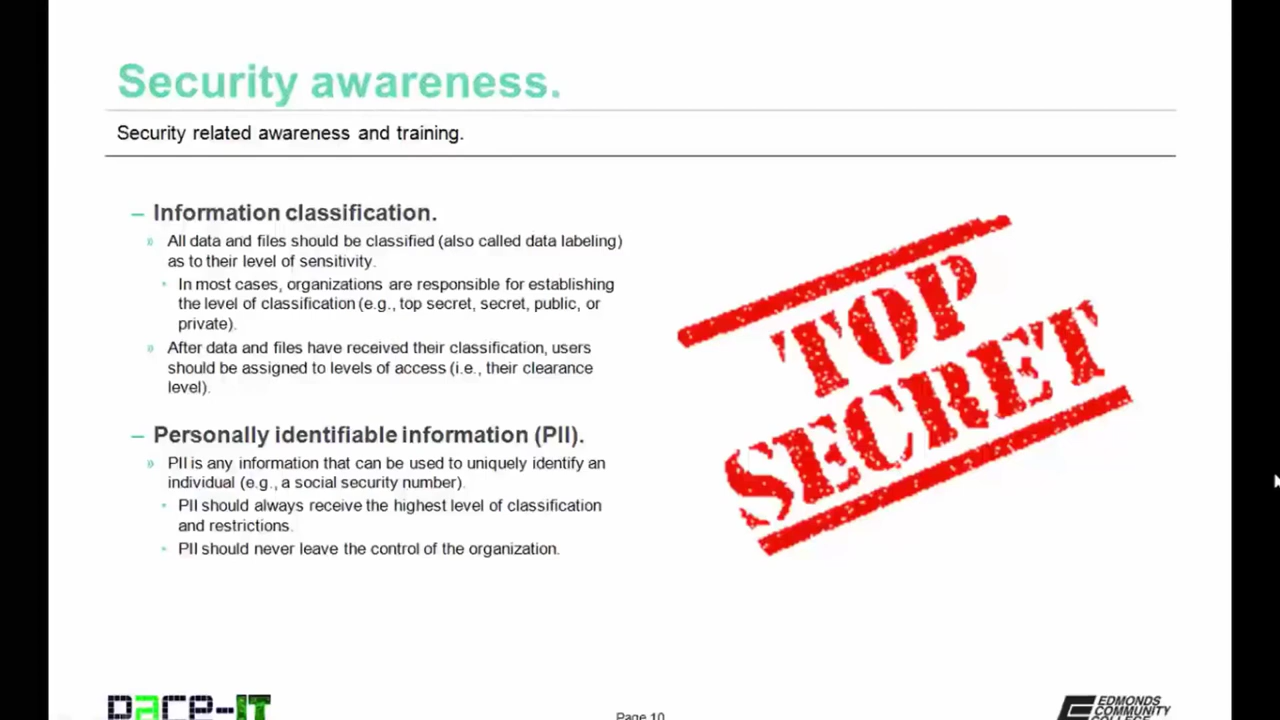 Security awareness.
Security related awareness and training.
– Information classification.
» All data and files should be classified (also called data labeling)
as to their level of sensitivity.
• In most cases, organizations are responsible for establishing
the level of classification (e.g., top secret, secret, public, or
private).
» After data and files have received their classification, users
should be assigned to levels of access (i.e., their clearance
level).
– Personally identifiable information (PII).
» PII is any information that can be used to uniquely identify an
individual (e.g., a social security number).
• PII should always receive the highest level of classification
and restrictions.
• PII should never leave the control of the organization.
TOP
SECRET
pace-IT
Page 10
EDMONDS
COMMUNITY
COLLEGE